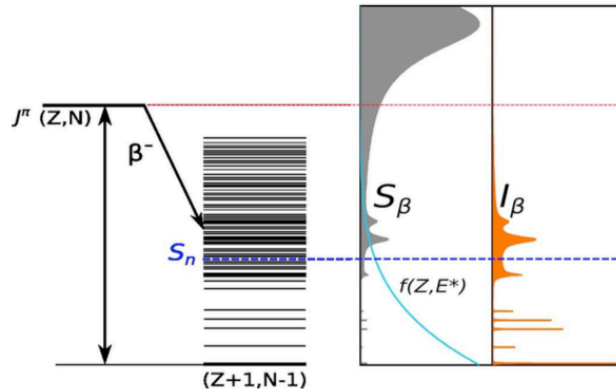 J^π (Z,N)
β⁻
S_n
(Z+1,N-1)
S_β
I_β
f(Z,E*)